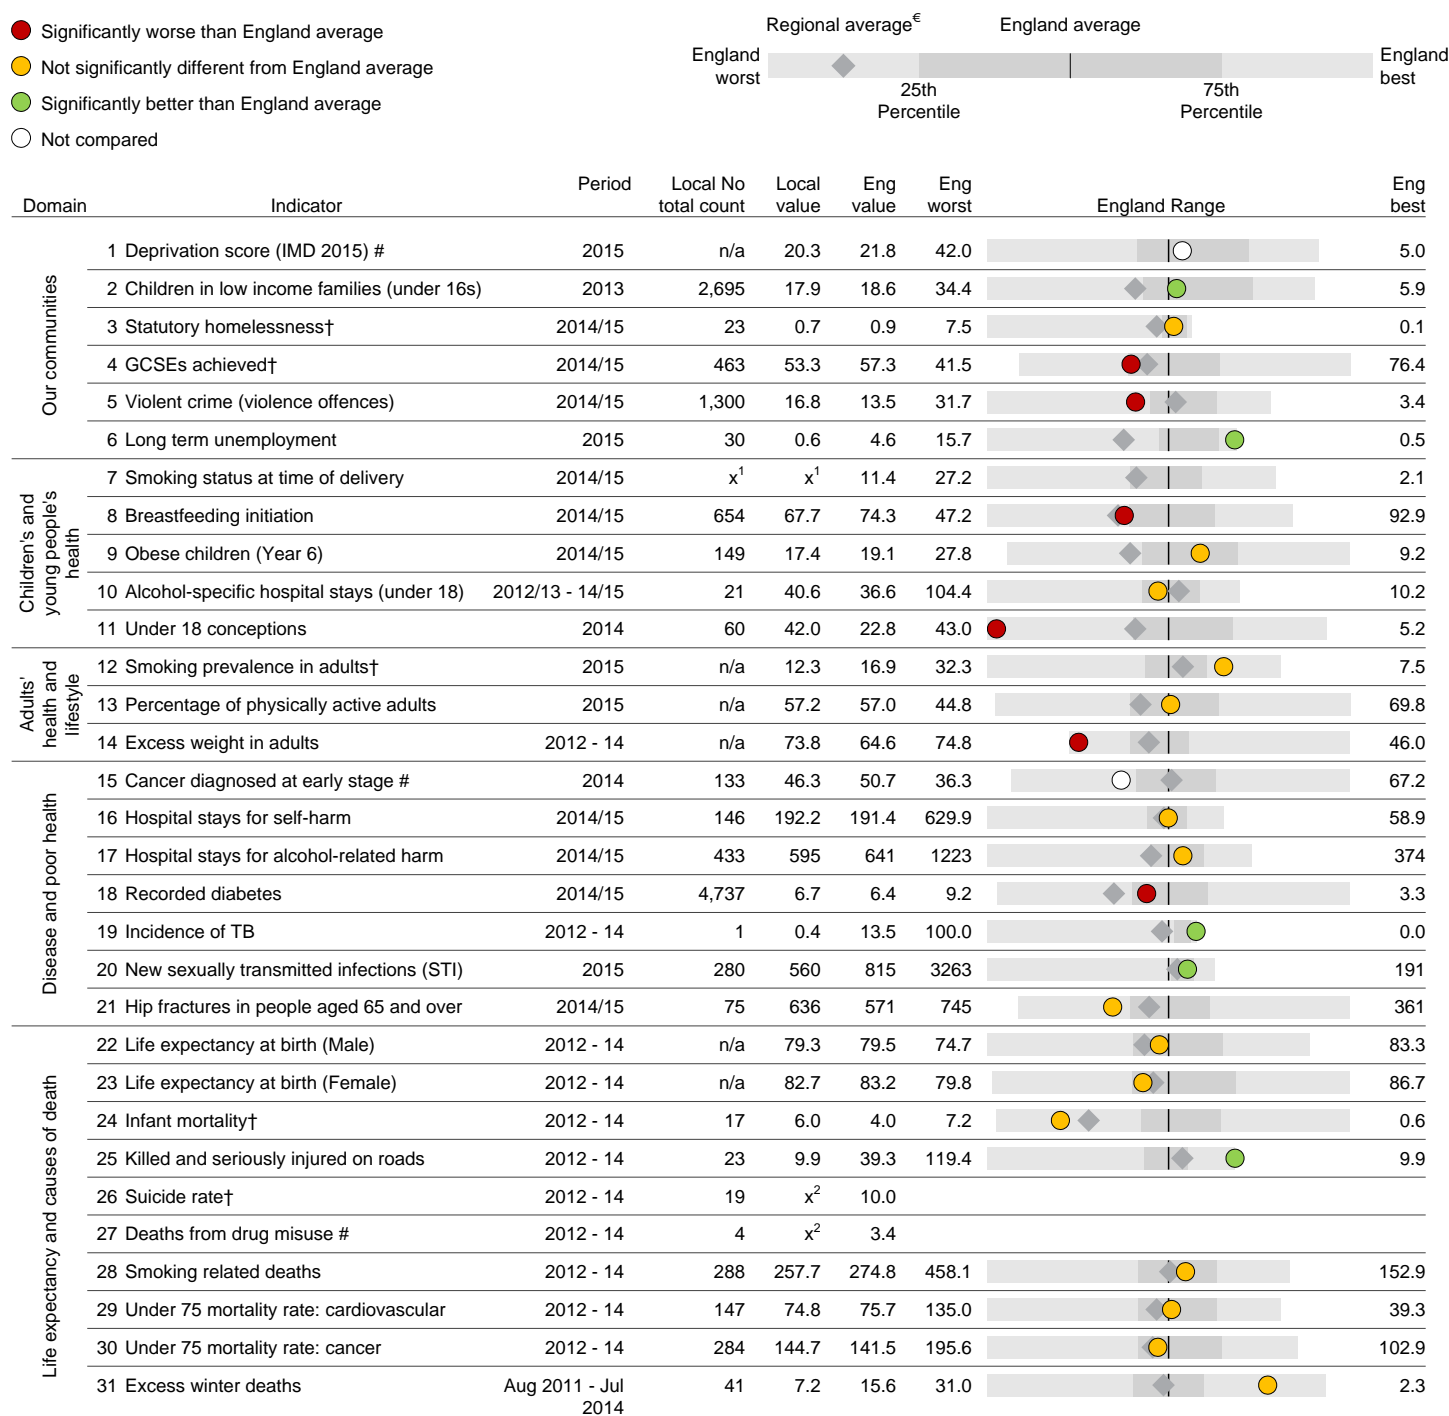 Significantly worse than England average
Not significantly different from England average
Significantly better than England average
Not compared
Regional average€ England average
England worst
England best
25th Percentile
75th Percentile
Domain Indicator Period Local No total count Local value Eng value Eng worst England Range Eng best
Our communities
1 Deprivation score (IMD 2015) # 2015 n/a 20.3 21.8 42.0 5.0
2 Children in low income families (under 16s) 2013 2,695 17.9 18.6 34.4 5.9
3 Statutory homelessness† 2014/15 23 0.7 0.9 7.5 0.1
4 GCSEs achieved† 2014/15 463 53.3 57.3 41.5 76.4
5 Violent crime (violence offences) 2014/15 1,300 16.8 13.5 31.7 3.4
6 Long term unemployment 2015 30 0.6 4.6 15.7 0.5
Children's and young people's health
7 Smoking status at time of delivery 2014/15 x1 x1 11.4 27.2 2.1
8 Breastfeeding initiation 2014/15 654 67.7 74.3 47.2 92.9
9 Obese children (Year 6) 2014/15 149 17.4 19.1 27.8 9.2
10 Alcohol-specific hospital stays (under 18) 2012/13 - 14/15 21 40.6 36.6 104.4 10.2
11 Under 18 conceptions 2014 60 42.0 22.8 43.0 5.2
Adults' health and lifestyle
12 Smoking prevalence in adults† 2015 n/a 12.3 16.9 32.3 7.5
13 Percentage of physically active adults 2015 n/a 57.2 57.0 44.8 69.8
14 Excess weight in adults 2012 - 14 n/a 73.8 64.6 74.8 46.0
Disease and poor health
15 Cancer diagnosed at early stage # 2014 133 46.3 50.7 36.3 67.2
16 Hospital stays for self-harm 2014/15 146 192.2 191.4 629.9 58.9
17 Hospital stays for alcohol-related harm 2014/15 433 595 641 1223 374
18 Recorded diabetes 2014/15 4,737 6.7 6.4 9.2 3.3
19 Incidence of TB 2012 - 14 1 0.4 13.5 100.0 0.0
20 New sexually transmitted infections (STI) 2015 280 560 815 3263 191
21 Hip fractures in people aged 65 and over 2014/15 75 636 571 745 361
Life expectancy and causes of death
22 Life expectancy at birth (Male) 2012 - 14 n/a 79.3 79.5 74.7 83.3
23 Life expectancy at birth (Female) 2012 - 14 n/a 82.7 83.2 79.8 86.7
24 Infant mortality† 2012 - 14 17 6.0 4.0 7.2 0.6
25 Killed and seriously injured on roads 2012 - 14 23 9.9 39.3 119.4 9.9
26 Suicide rate† 2012 - 14 19 x2 10.0
27 Deaths from drug misuse # 2012 - 14 4 x2 3.4
28 Smoking related deaths 2012 - 14 288 257.7 274.8 458.1 152.9
29 Under 75 mortality rate: cardiovascular 2012 - 14 147 74.8 75.7 135.0 39.3
30 Under 75 mortality rate: cancer 2012 - 14 284 144.7 141.5 195.6 102.9
31 Excess winter deaths Aug 2011 - Jul 2014 41 7.2 15.6 31.0 2.3